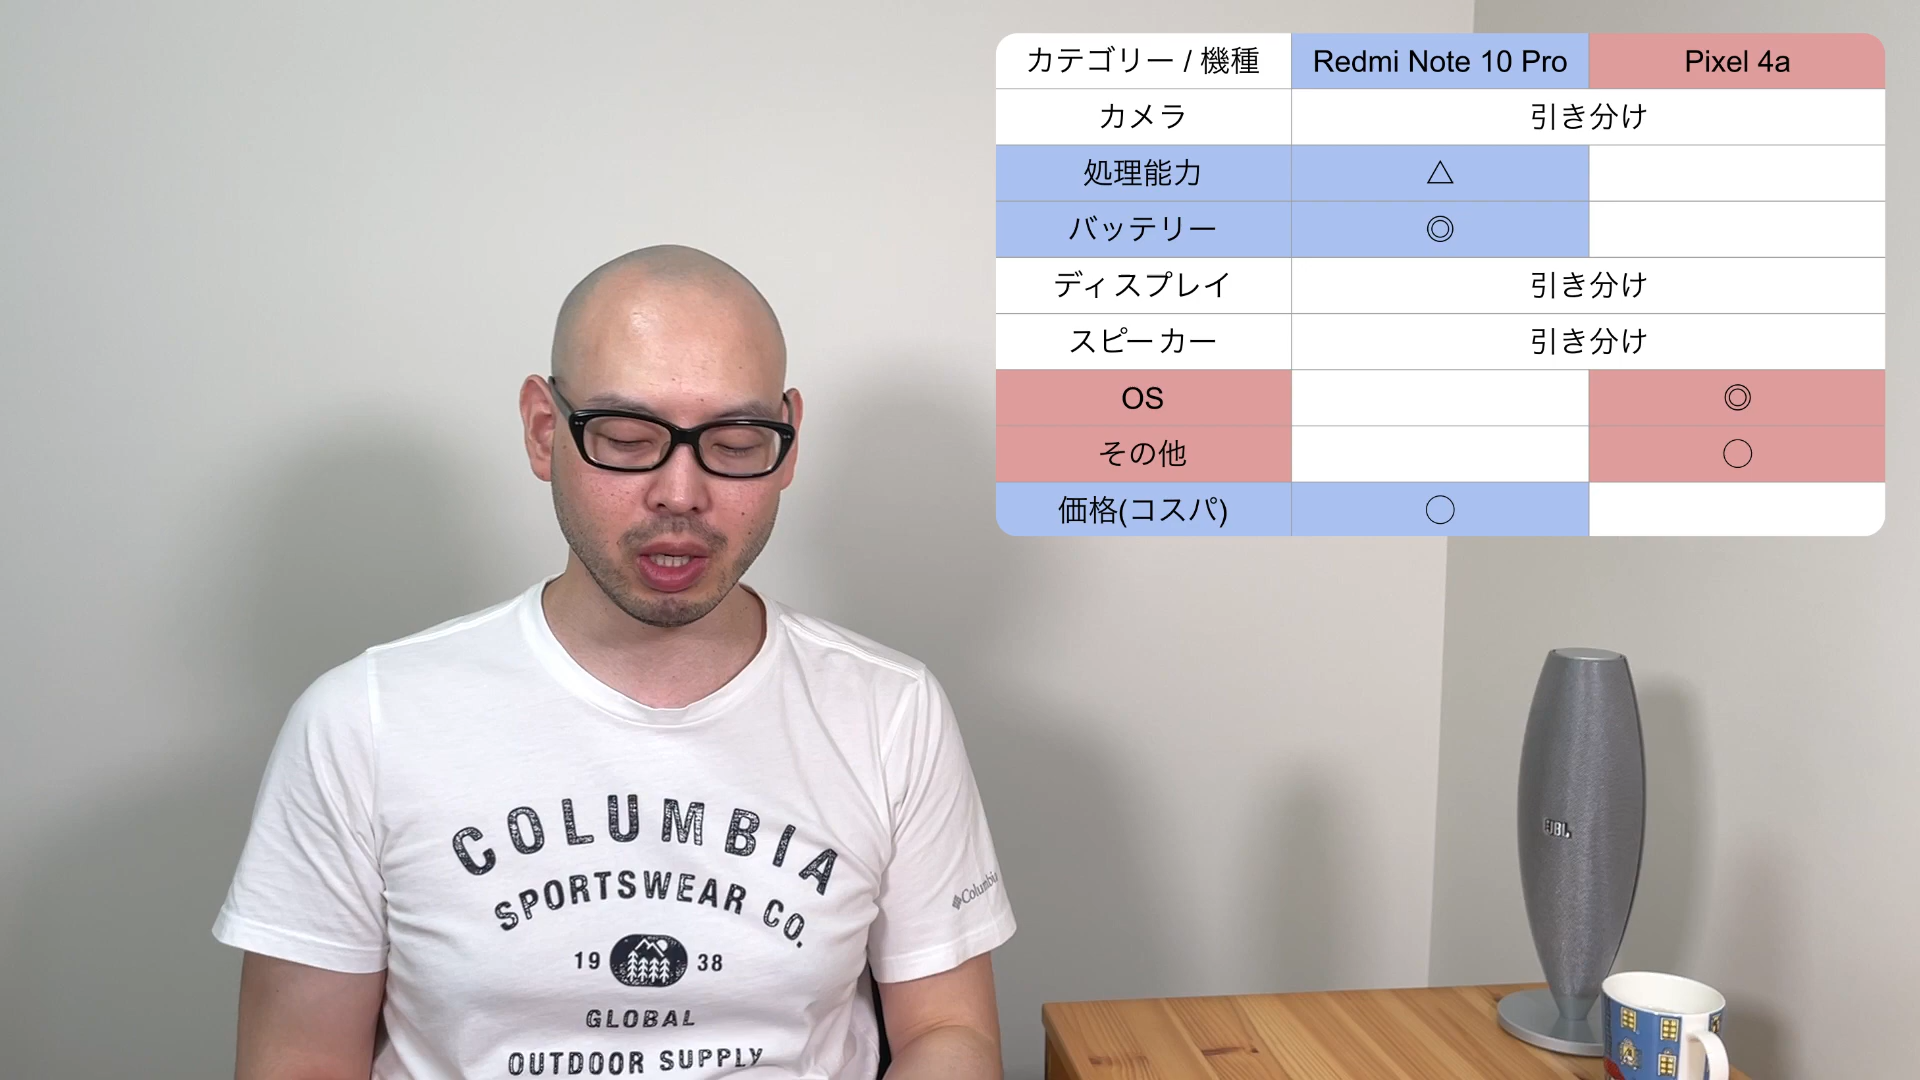 カテゴリー / 機種 Redmi Note 10 Pro Pixel 4a
カメラ 引き分け
処理能力 △
バッテリー ◎
ディスプレイ 引き分け
スピーカー 引き分け
OS ◎
その他 ○
価格(コスパ) ○
COLUMBIA
SPORTSWEAR CO.
19 38
GLOBAL
OUTDOOR SUPPLY
Columbia
JBL